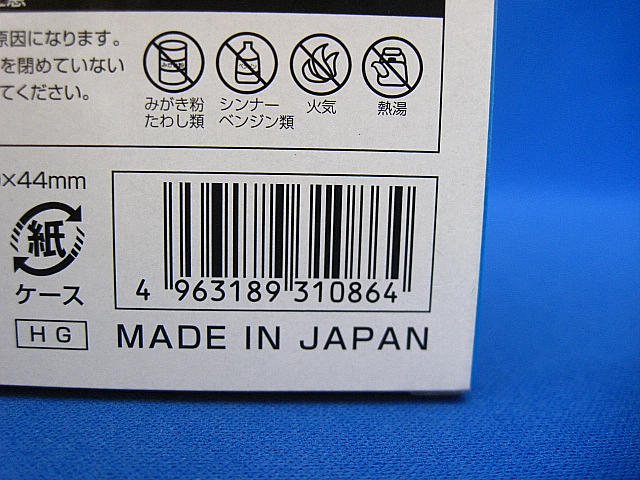 原因になります。
を閉めていない
てください。
みがき粉
たわし類
シンナー
ベンジン類
火気
熱湯
×44mm
紙
ケース
HG
4 963189 310864
MADE IN JAPAN